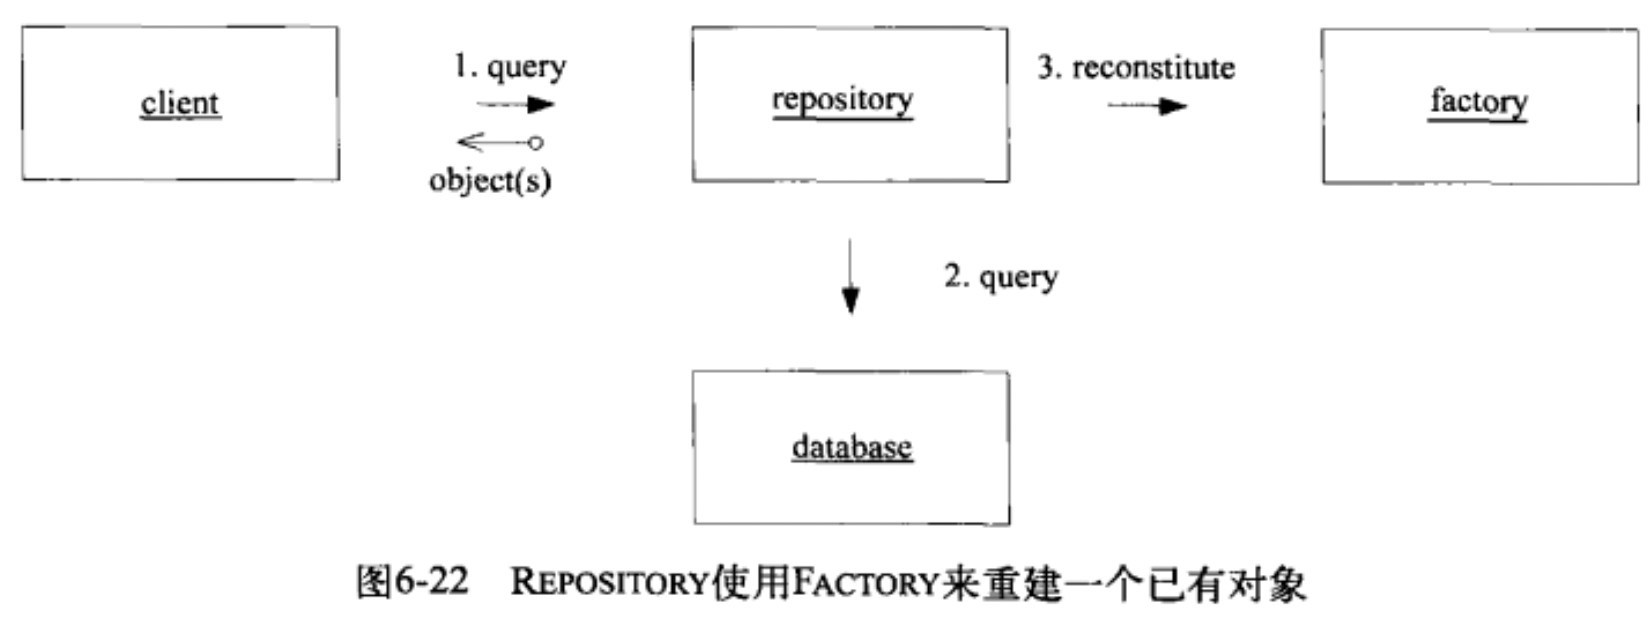 client
1. query
object(s)
repository
3. reconstitute
factory
2. query
database
图6-22 REPOSITORY使用FACTORY来重建一个已有对象